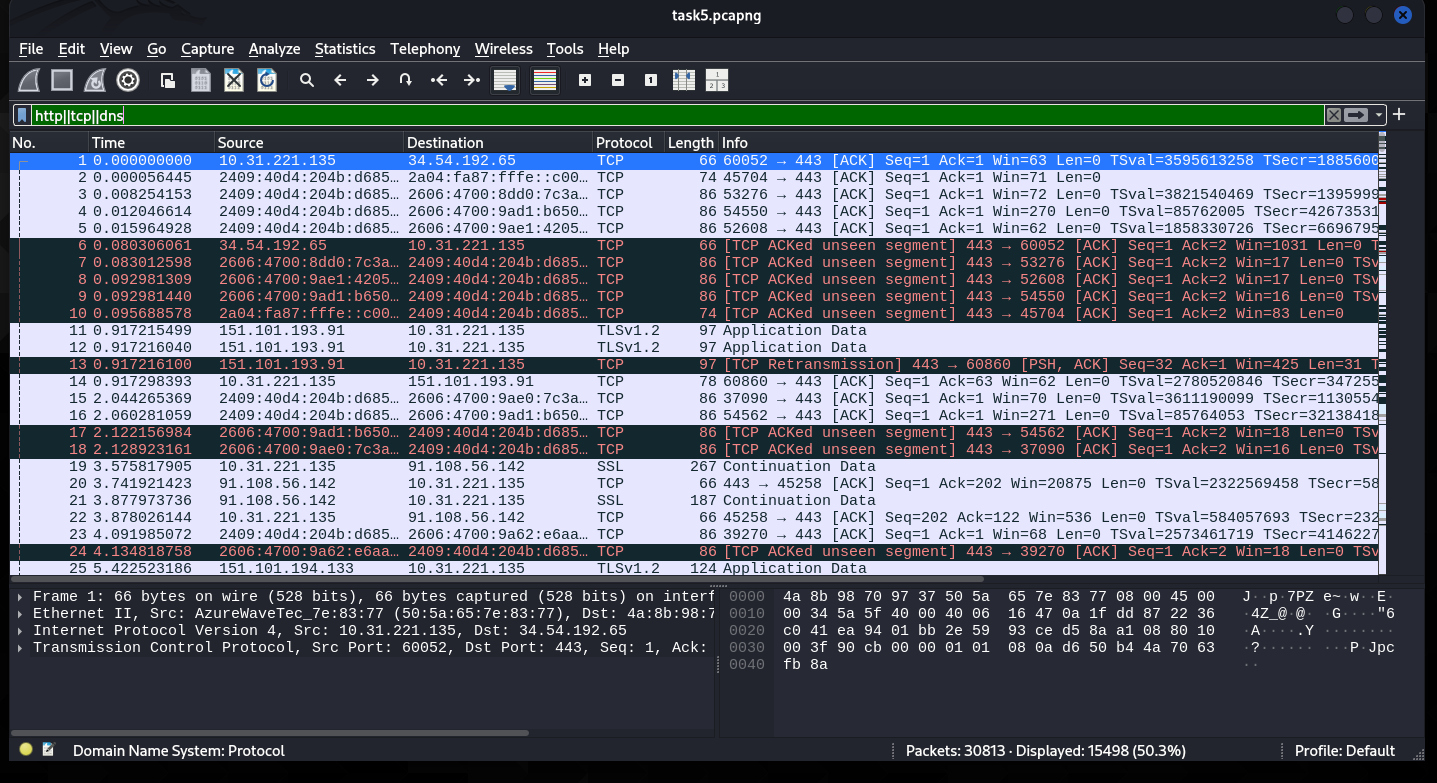 task5.pcapng
File Edit View Go Capture Analyze Statistics Telephony Wireless Tools Help
http||tcp||dns
No. Time Source Destination Protocol Length Info
1 0.000000000 10.31.221.135 34.54.192.65 TCP 66 60052 → 443 [ACK] Seq=1 Ack=1 Win=63 Len=0 TSval=3595613258 TSecr=1885600
2 0.000056445 2409:40d4:204b:d685… 2a04:fa87:fffe::c00… TCP 74 45704 → 443 [ACK] Seq=1 Ack=1 Win=71 Len=0
3 0.008254153 2409:40d4:204b:d685… 2606:4700:8dd0:7c3a… TCP 86 53276 → 443 [ACK] Seq=1 Ack=1 Win=72 Len=0 TSval=3821540469 TSecr=1395999
4 0.012046614 2409:40d4:204b:d685… 2606:4700:9ad1:b650… TCP 86 54550 → 443 [ACK] Seq=1 Ack=1 Win=270 Len=0 TSval=85762005 TSecr=42673531
5 0.015964928 2409:40d4:204b:d685… 2606:4700:9ae1:4205… TCP 86 52608 → 443 [ACK] Seq=1 Ack=1 Win=62 Len=0 TSval=1858330726 TSecr=6696795
6 0.080306061 34.54.192.65 10.31.221.135 TCP 66 [TCP ACKed unseen segment] 443 → 60052 [ACK] Seq=1 Ack=2 Win=1031 Len=0 T
7 0.083012598 2606:4700:8dd0:7c3a… 2409:40d4:204b:d685… TCP 86 [TCP ACKed unseen segment] 443 → 53276 [ACK] Seq=1 Ack=2 Win=17 Len=0 TSv
8 0.092981309 2606:4700:9ae1:4205… 2409:40d4:204b:d685… TCP 86 [TCP ACKed unseen segment] 443 → 52608 [ACK] Seq=1 Ack=2 Win=17 Len=0 TSv
9 0.092981440 2606:4700:9ad1:b650… 2409:40d4:204b:d685… TCP 86 [TCP ACKed unseen segment] 443 → 54550 [ACK] Seq=1 Ack=2 Win=16 Len=0 TSv
10 0.095688578 2a04:fa87:fffe::c00… 2409:40d4:204b:d685… TCP 74 [TCP ACKed unseen segment] 443 → 45704 [ACK] Seq=1 Ack=2 Win=83 Len=0
11 0.917215499 151.101.193.91 10.31.221.135 TLSv1.2 97 Application Data
12 0.917216040 151.101.193.91 10.31.221.135 TLSv1.2 97 Application Data
13 0.917216100 151.101.193.91 10.31.221.135 TCP 97 [TCP Retransmission] 443 → 60860 [PSH, ACK] Seq=32 Ack=1 Win=425 Len=31 T
14 0.917298393 10.31.221.135 151.101.193.91 TCP 78 60860 → 443 [ACK] Seq=1 Ack=63 Win=62 Len=0 TSval=2780520846 TSecr=347255
15 2.044265369 2409:40d4:204b:d685… 2606:4700:9ae0:7c3a… TCP 86 37090 → 443 [ACK] Seq=1 Ack=1 Win=70 Len=0 TSval=3611190099 TSecr=1130554
16 2.060281059 2409:40d4:204b:d685… 2606:4700:9ad1:b650… TCP 86 54562 → 443 [ACK] Seq=1 Ack=1 Win=271 Len=0 TSval=85764053 TSecr=32138418
17 2.122156984 2606:4700:9ad1:b650… 2409:40d4:204b:d685… TCP 86 [TCP ACKed unseen segment] 443 → 54562 [ACK] Seq=1 Ack=2 Win=18 Len=0 TSv
18 2.128923161 2606:4700:9ae0:7c3a… 2409:40d4:204b:d685… TCP 86 [TCP ACKed unseen segment] 443 → 37090 [ACK] Seq=1 Ack=2 Win=16 Len=0 TSv
19 3.575817905 10.31.221.135 91.108.56.142 SSL 267 Continuation Data
20 3.741921423 91.108.56.142 10.31.221.135 TCP 66 443 → 45258 [ACK] Seq=1 Ack=202 Win=20875 Len=0 TSval=2322569458 TSecr=58
21 3.877973736 91.108.56.142 10.31.221.135 SSL 187 Continuation Data
22 3.878026144 10.31.221.135 91.108.56.142 TCP 66 45258 → 443 [ACK] Seq=202 Ack=122 Win=536 Len=0 TSval=584057693 TSecr=232
23 4.091985072 2409:40d4:204b:d685… 2606:4700:9a62:e6aa… TCP 86 39270 → 443 [ACK] Seq=1 Ack=1 Win=68 Len=0 TSval=2573461719 TSecr=4146227
24 4.134818758 2606:4700:9a62:e6aa… 2409:40d4:204b:d685… TCP 86 [TCP ACKed unseen segment] 443 → 39270 [ACK] Seq=1 Ack=2 Win=18 Len=0 TSv
25 5.422523186 151.101.194.133 10.31.221.135 TLSv1.2 124 Application Data
Frame 1: 66 bytes on wire (528 bits), 66 bytes captured (528 bits) on interf
Ethernet II, Src: AzureWaveTec_7e:83:77 (50:5a:65:7e:83:77), Dst: 4a:8b:98:7
Internet Protocol Version 4, Src: 10.31.221.135, Dst: 34.54.192.65
Transmission Control Protocol, Src Port: 60052, Dst Port: 443, Seq: 1, Ack:
0000 4a 8b 98 70 97 37 50 5a 65 7e 83 77 08 00 45 00 J··p·7PZ e~·w··E·
0010 00 34 5a 5f 40 00 40 06 16 47 0a 1f dd 87 22 36 ·4Z_@·@· ·G····"6
0020 c0 41 ea 94 01 bb 2e 59 93 ce d5 8a a1 08 80 10 ·A····.Y ········
0030 00 3f 90 cb 00 00 01 01 08 0a d6 50 b4 4a 70 63 ·?······ ···P·Jpc
0040 fb 8a ··
Domain Name System: Protocol
Packets: 30813 · Displayed: 15498 (50.3%)
Profile: Default